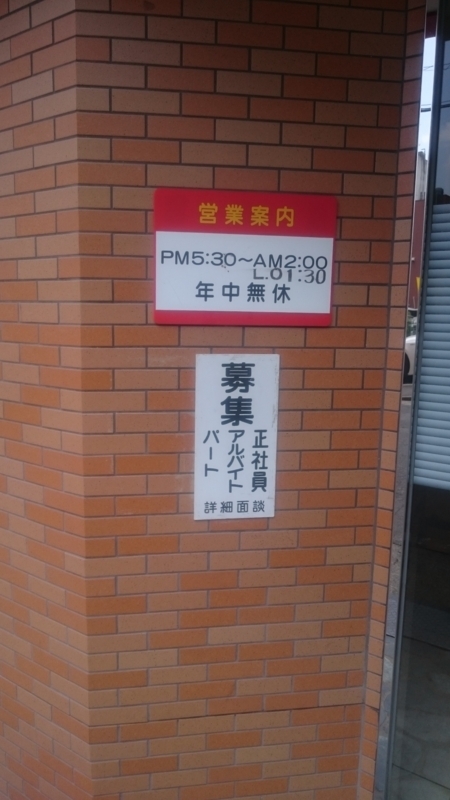 営業案内
PM5:30～AM2:00
L.O1:30
年中無休
募集
正社員
アルバイト
パート
詳細面談